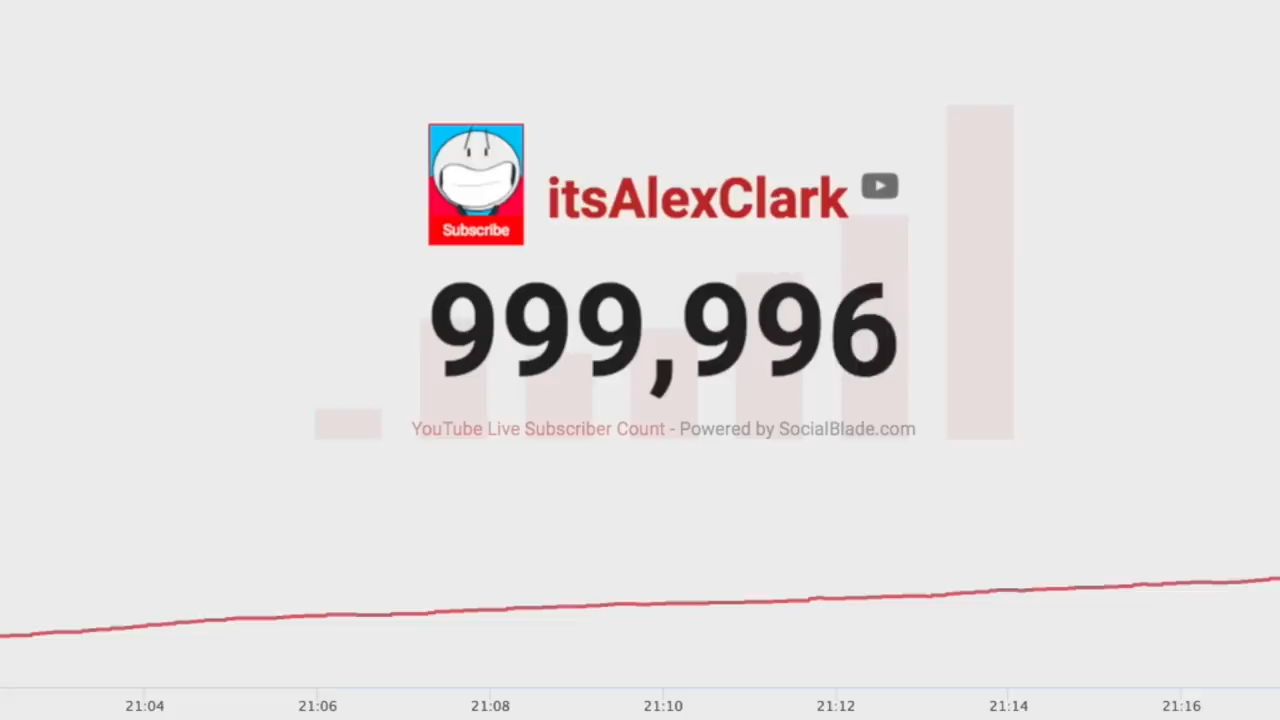 itsAlexClark
Subscribe
999,996
YouTube Live Subscriber Count - Powered by SocialBlade.com
21:04 21:06 21:08 21:10 21:12 21:14 21:16